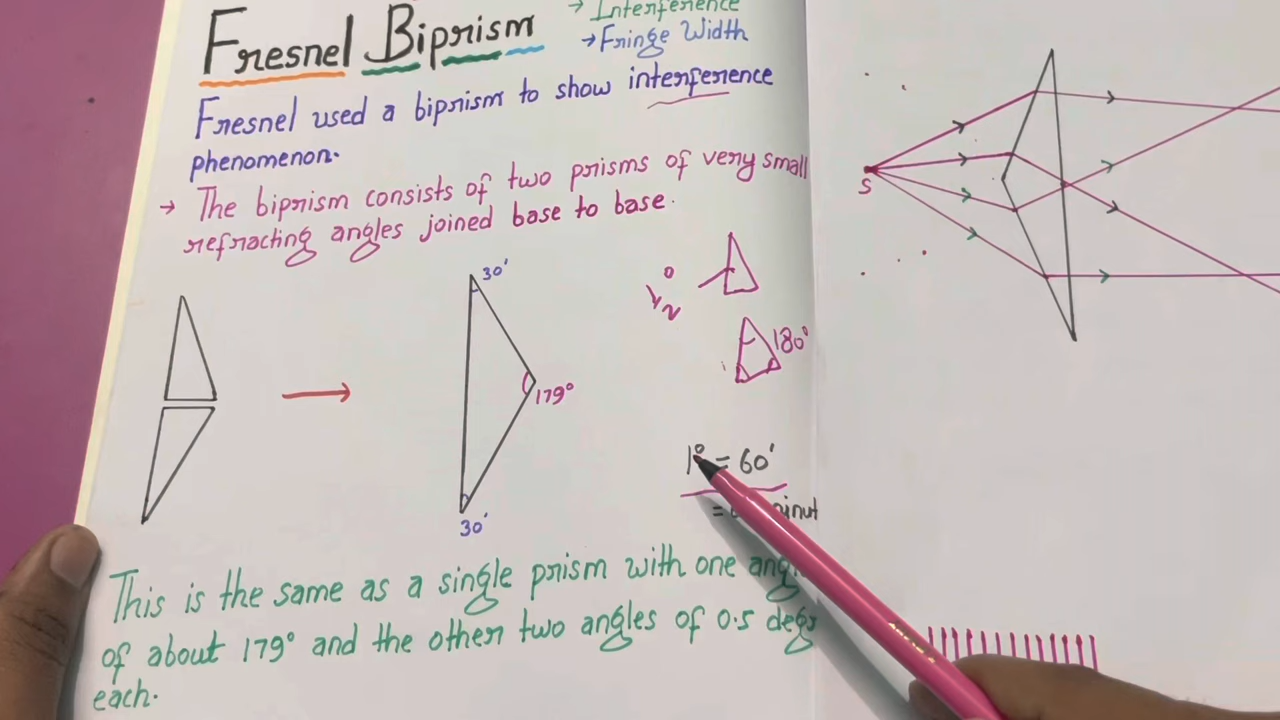 Fresnel Biprism
→ Interference
→ Fringe Width
Fresnel used a biprism to show interference
phenomenon.
→ The biprism consists of two prisms of very small
refracting angles joined base to base.
30'
179°
30'
180°
1° = 60'
=
S
This is the same as a single prism with one
of about 179° and the other two angles of 0.5
each.